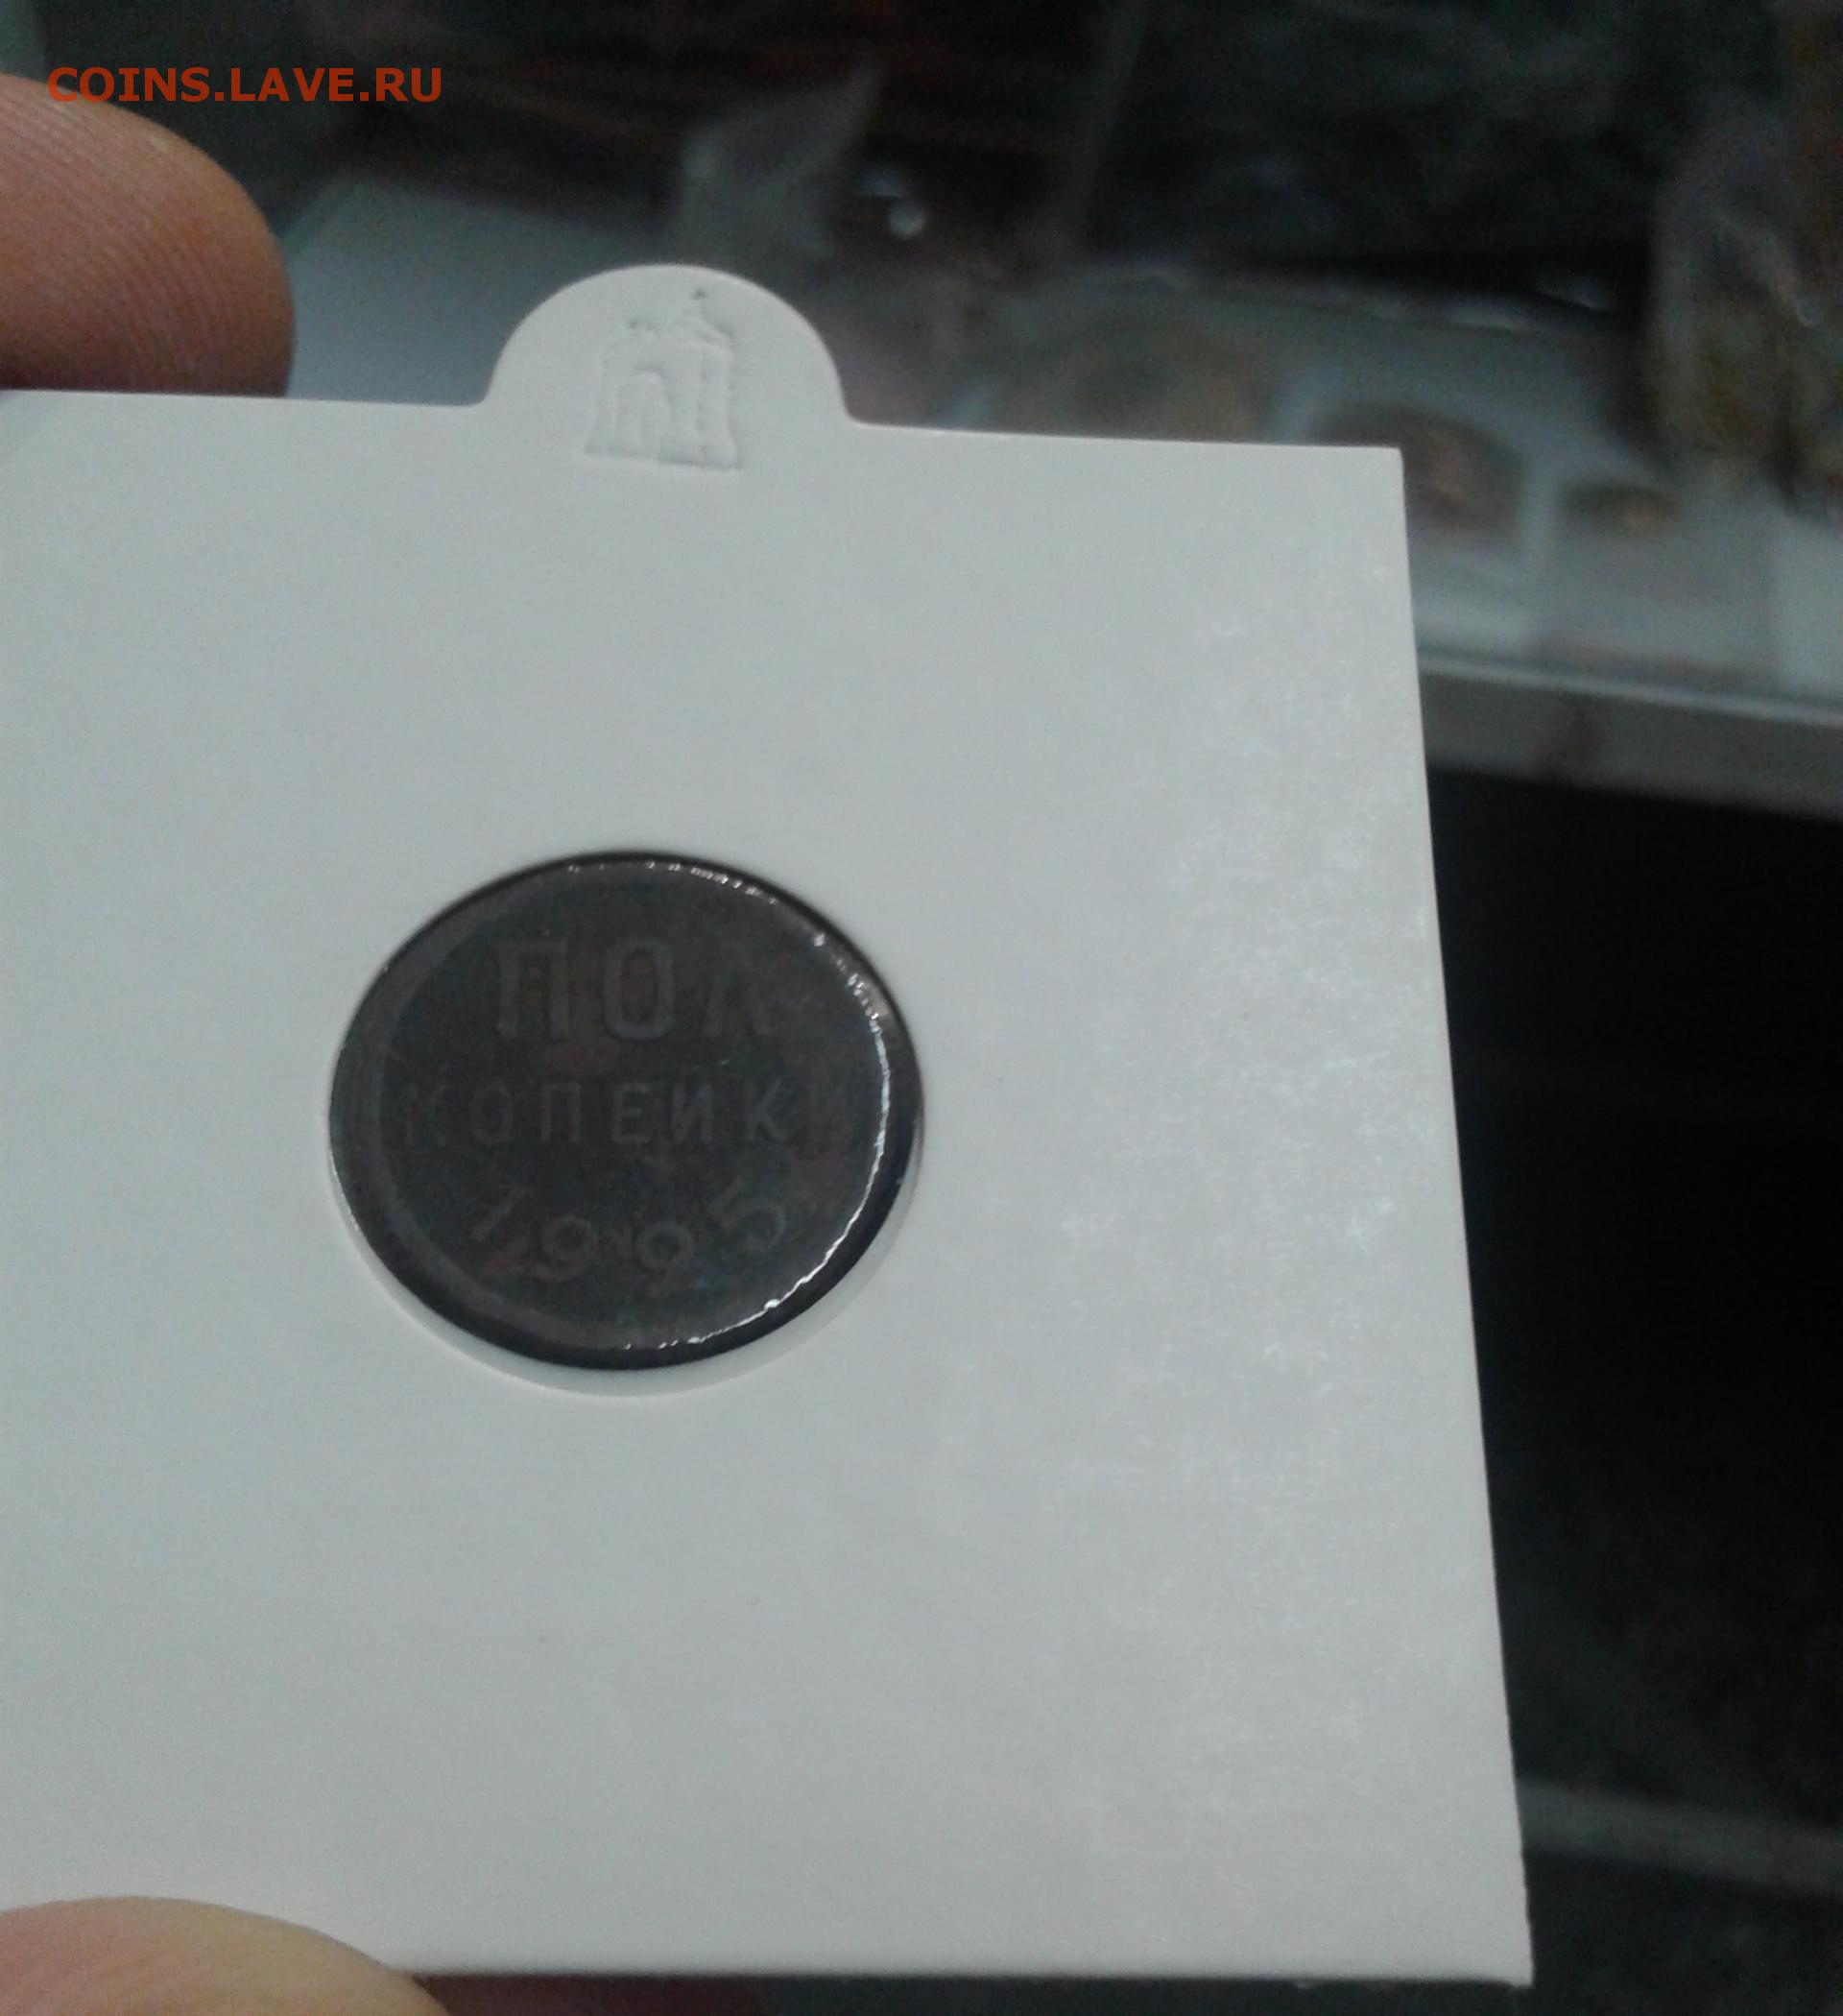 COINS.LAVE.RU
ПОЛ
КОПЕЙКИ
1925